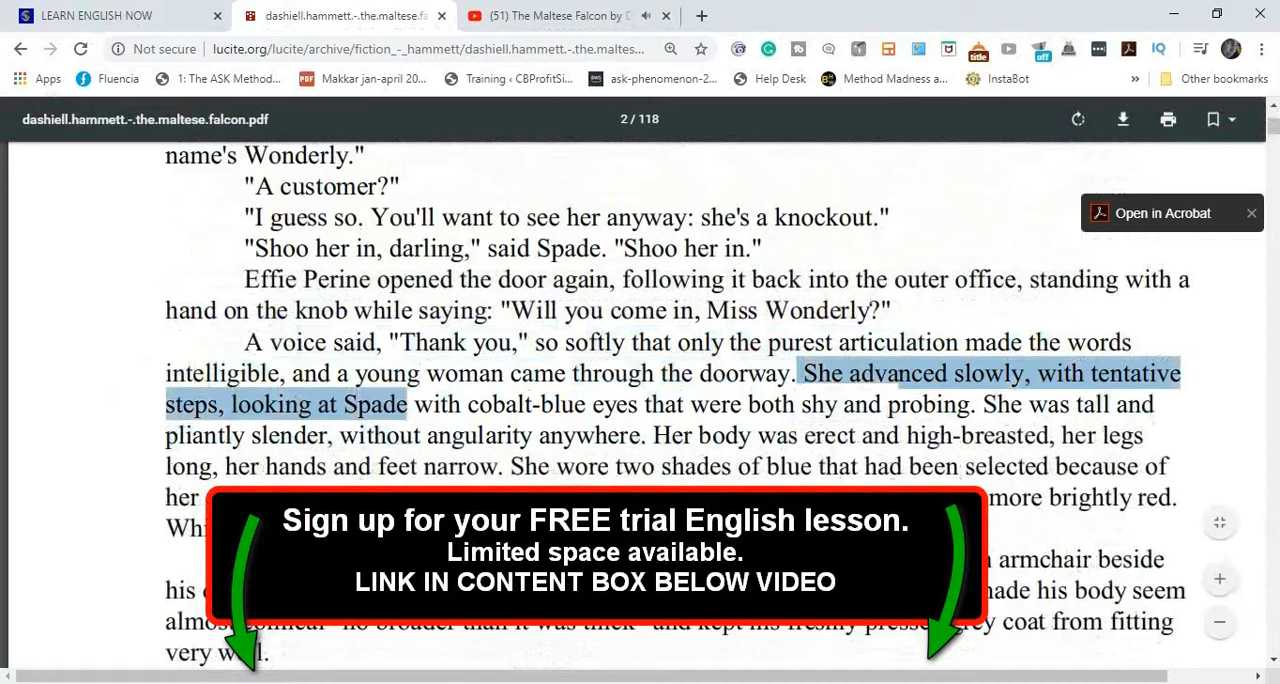 LEARN ENGLISH NOW
dashiell.hammett.-.the.maltese.fa
(51) The Maltese Falcon by D
Not secure
lucite.org/lucite/archive/fiction_-_hammett/dashiell.hammett.-.the.maltes...
title
off
IQ
Apps
Fluencia
1: The ASK Method...
PDF
Makkar jan-april 20...
Training ‹ CBProfitSi...
aws
ask-phenomenon-2...
Help Desk
Method Madness a...
InstaBot
»
Other bookmarks
dashiell.hammett.-.the.maltese.falcon.pdf
2 / 118
Open in Acrobat
name's Wonderly."
"A customer?"
"I guess so. You'll want to see her anyway: she's a knockout."
"Shoo her in, darling," said Spade. "Shoo her in."
Effie Perine opened the door again, following it back into the outer office, standing with a
hand on the knob while saying: "Will you come in, Miss Wonderly?"
A voice said, "Thank you," so softly that only the purest articulation made the words
intelligible, and a young woman came through the doorway. She advanced slowly, with tentative
steps, looking at Spade with cobalt-blue eyes that were both shy and probing. She was tall and
pliantly slender, without angularity anywhere. Her body was erect and high-breasted, her legs
long, her hands and feet narrow. She wore two shades of blue that had been selected because of
her more brightly red.
armchair beside
his made his body seem
coat from fitting
very
Sign up for your FREE trial English lesson.
Limited space available.
LINK IN CONTENT BOX BELOW VIDEO